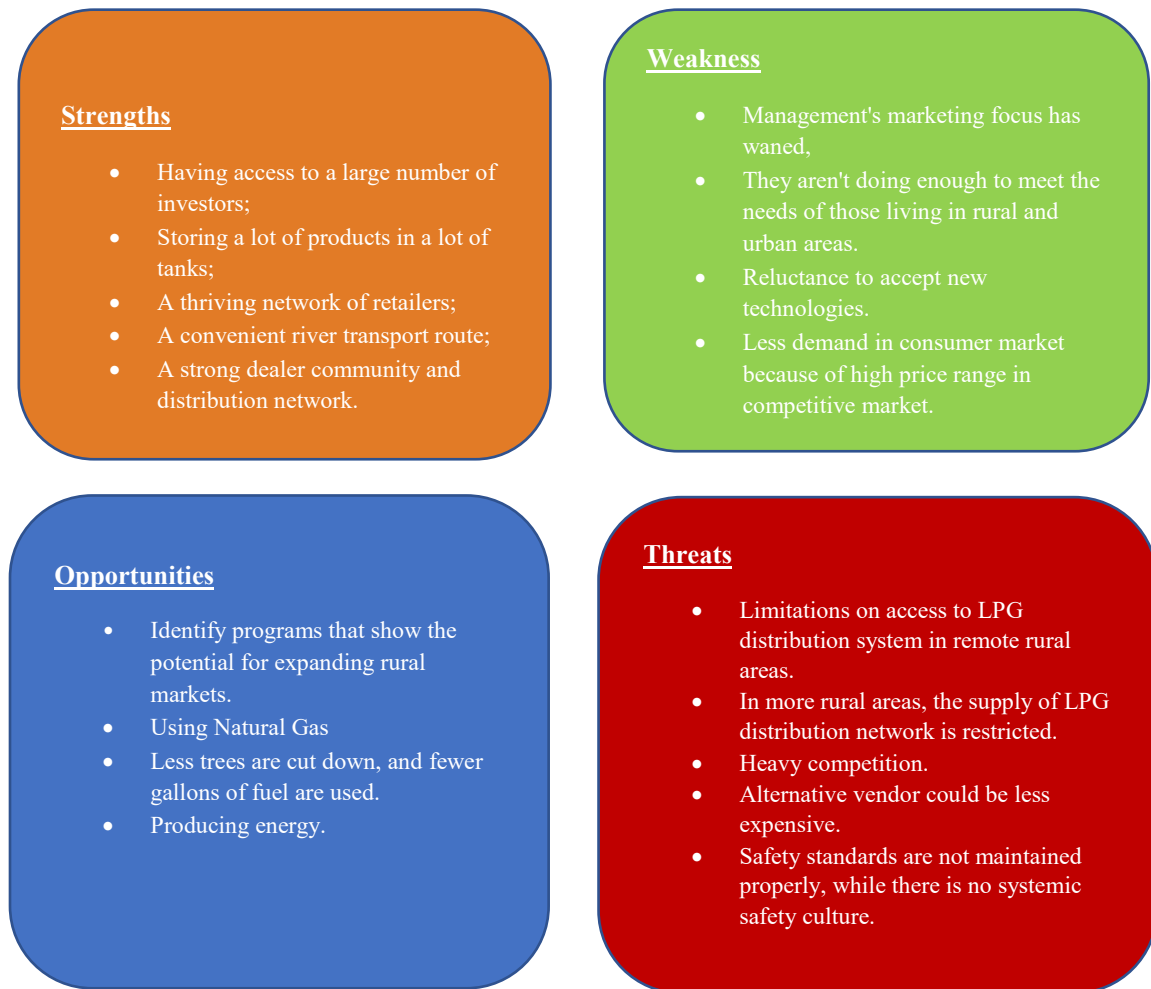 Strengths
• Having access to a large number of
investors;
• Storing a lot of products in a lot of
tanks;
• A thriving network of retailers;
• A convenient river transport route;
• A strong dealer community and
distribution network.
Weakness
• Management's marketing focus has
waned,
• They aren't doing enough to meet the
needs of those living in rural and
urban areas.
• Reluctance to accept new
technologies.
• Less demand in consumer market
because of high price range in
competitive market.
Opportunities
• Identify programs that show the
potential for expanding rural
markets.
• Using Natural Gas
• Less trees are cut down, and fewer
gallons of fuel are used.
• Producing energy.
Threats
• Limitations on access to LPG
distribution system in remote rural
areas.
• In more rural areas, the supply of LPG
distribution network is restricted.
• Heavy competition.
• Alternative vendor could be less
expensive.
• Safety standards are not maintained
properly, while there is no systemic
safety culture.